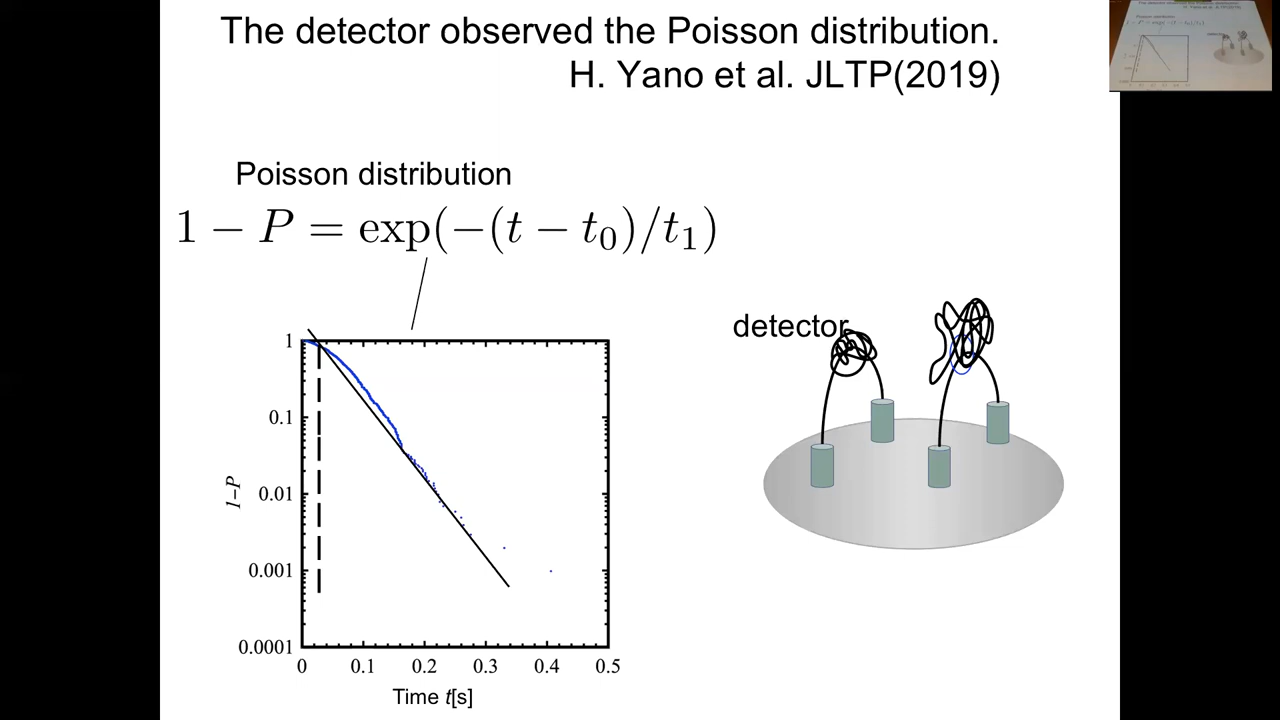 The detector observed the Poisson distribution.
H. Yano et al. JLTP(2019)
Poisson distribution
1 − P = exp(−(t − t₀)/t₁)
detector
1
0.1
0.01
0.001
0.0001
1–P
0 0.1 0.2 0.3 0.4 0.5
Time t[s]